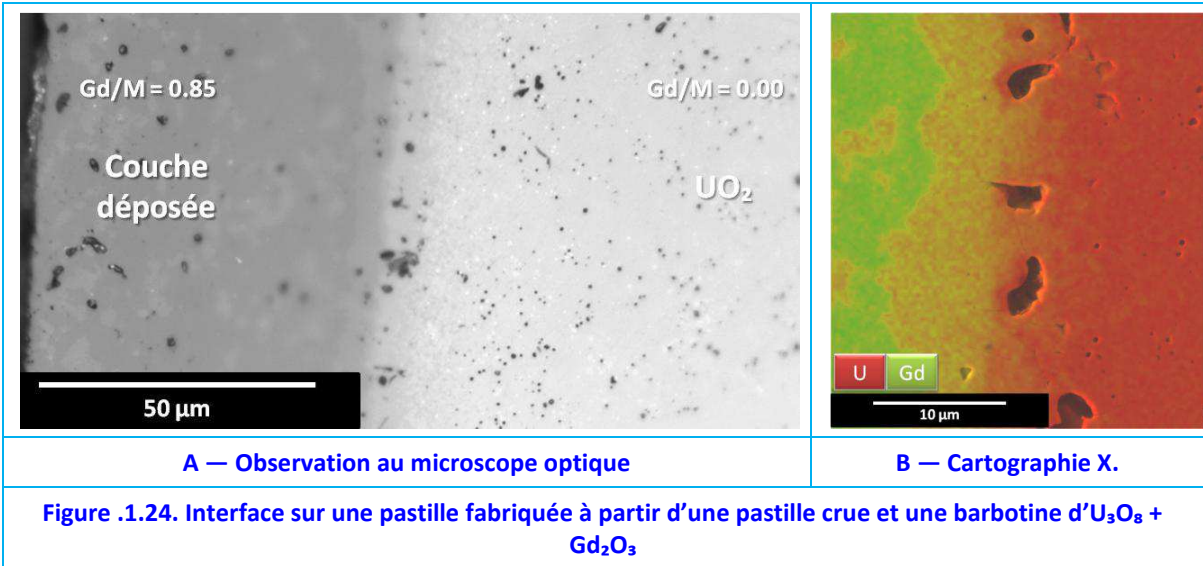 Gd/M = 0.85
Gd/M = 0.00
Couche
déposée
UO₂
50 µm
U Gd
10 µm
A — Observation au microscope optique
B — Cartographie X.
Figure .1.24. Interface sur une pastille fabriquée à partir d’une pastille crue et une barbotine d’U₃O₈ +
Gd₂O₃